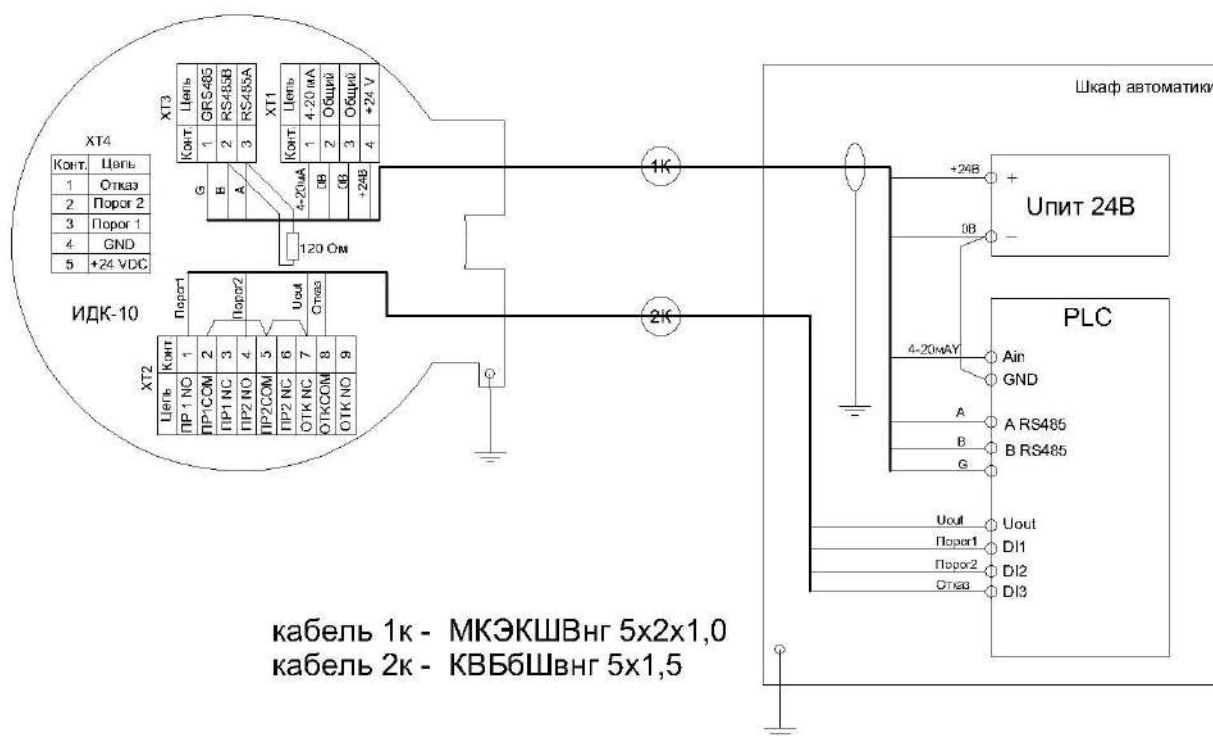 Шкаф автоматики
XT3
Конт. Цепь
1 GRS485
2 RS485B
3 RS485A
XT1
Конт. Цепь
1 4-20 мА
2 Общий
3 Общий
4 +24 V
XT4
Конт. Цепь
1 Отказ
2 Порог 2
3 Порог 1
4 GND
5 +24 VDC
G
B
A
4-20мА
0В
0В
+24В
120 Ом
1К
+24В
+
Uпит 24В
0В
−
ИДК-10
Порог1
Порог2
Uout
Отказ
2К
XT2
Конт
Цепь
1 ПР 1 NO
2 ПР1COM
3 ПР1 NC
4 ПР2 NO
5 ПР2COM
6 ПР2 NC
7 ОТК NC
8 ОТКCOM
9 ОТК NO
PLC
4-20мАУ
Ain
GND
A
A RS485
B
B RS485
G
Uout
Uout
Порог1
DI1
Порог2
DI2
Отказ
DI3
кабель 1к - МКЭКШВнг 5х2х1,0
кабель 2к - КВБбШвнг 5х1,5